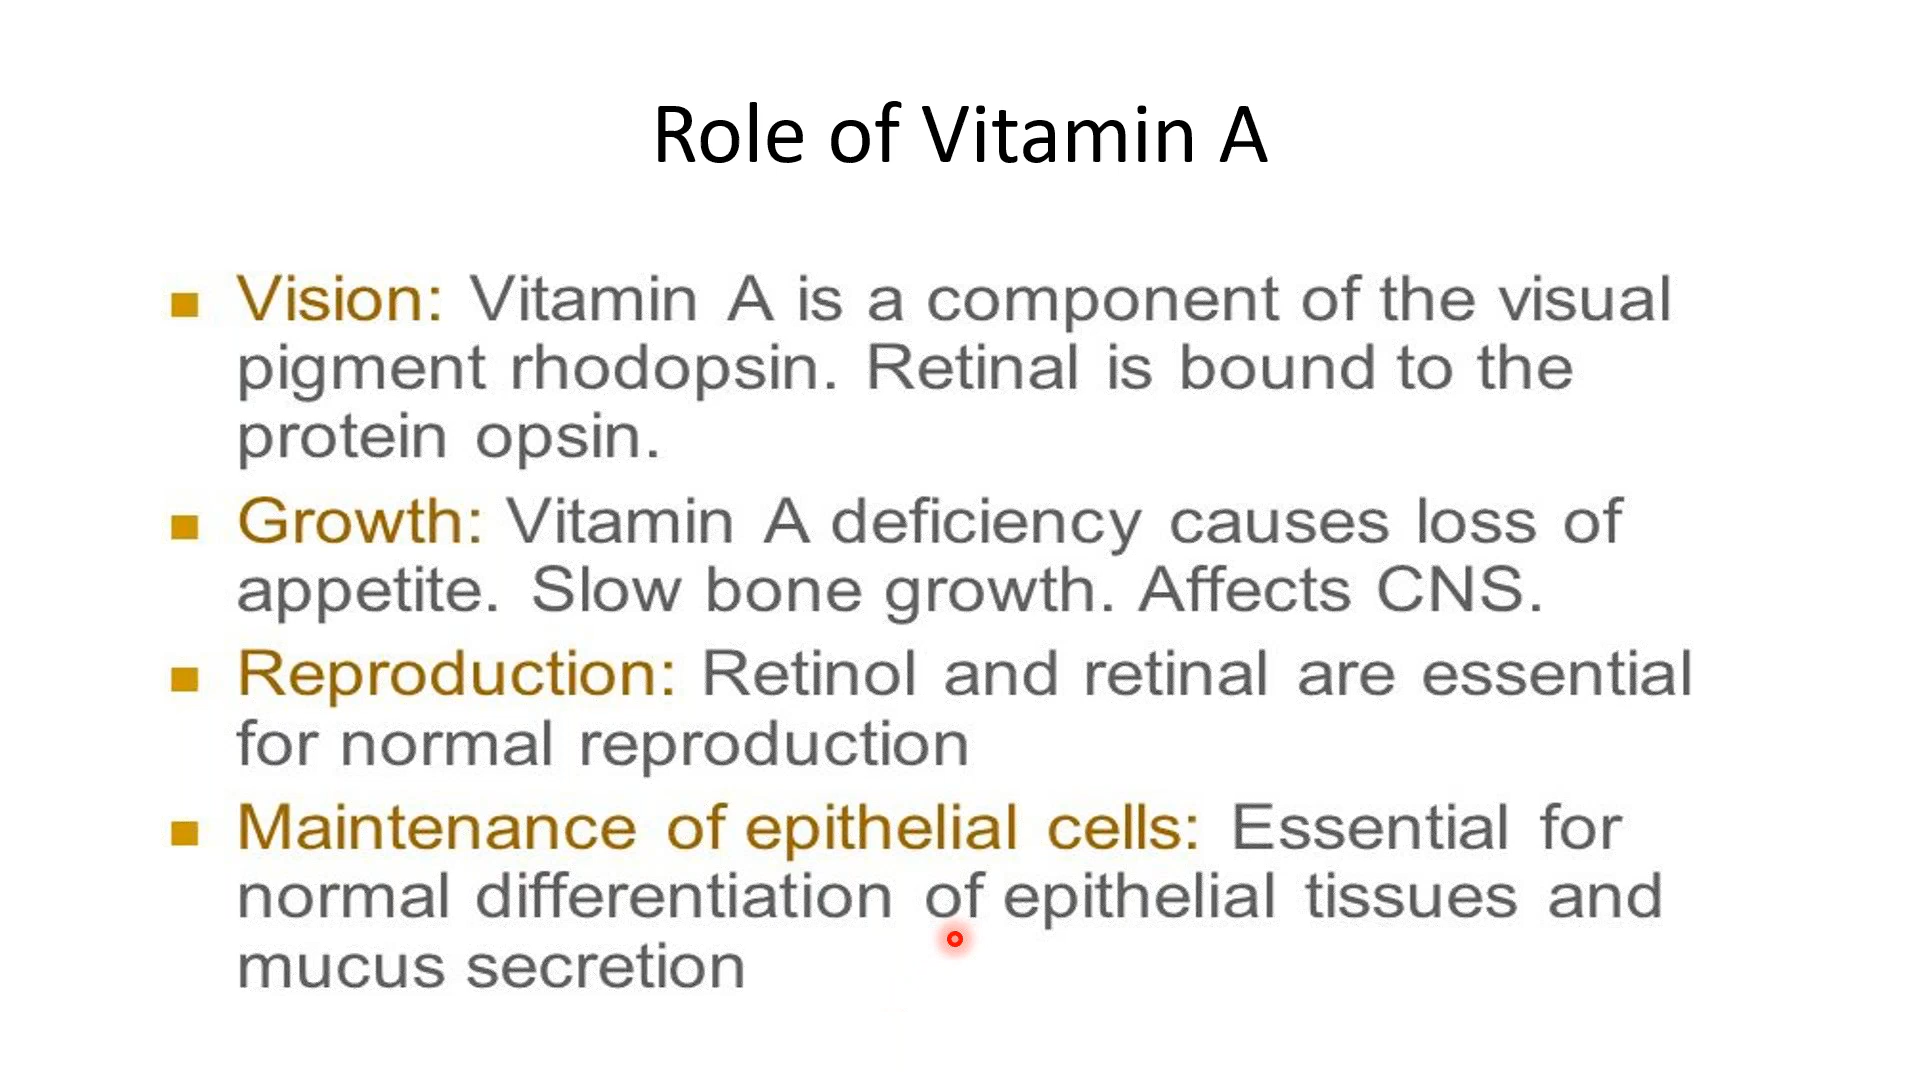 Role of Vitamin A
Vision: Vitamin A is a component of the visual
pigment rhodopsin. Retinal is bound to the
protein opsin.
Growth: Vitamin A deficiency causes loss of
appetite. Slow bone growth. Affects CNS.
Reproduction: Retinol and retinal are essential
for normal reproduction
Maintenance of epithelial cells: Essential for
normal differentiation of epithelial tissues and
mucus secretion